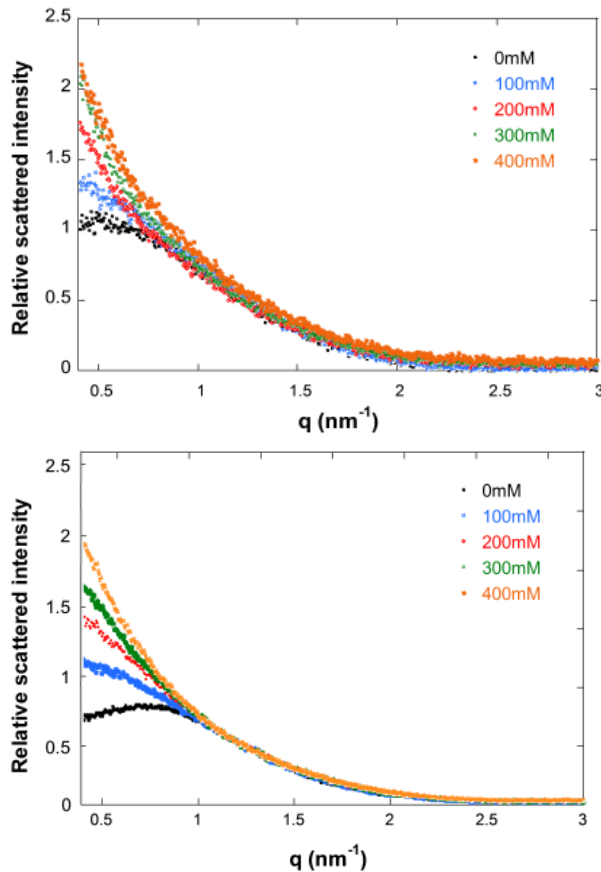 2.5
2
1.5
1
0.5
0
Relative scattered intensity
0mM
100mM
200mM
300mM
400mM
0.5 1 1.5 2 2.5 3
q (nm⁻¹)
2.5
2
1.5
1
0.5
0
Relative scattered intensity
0mM
100mM
200mM
300mM
400mM
0.5 1 1.5 2 2.5 3
q (nm⁻¹)